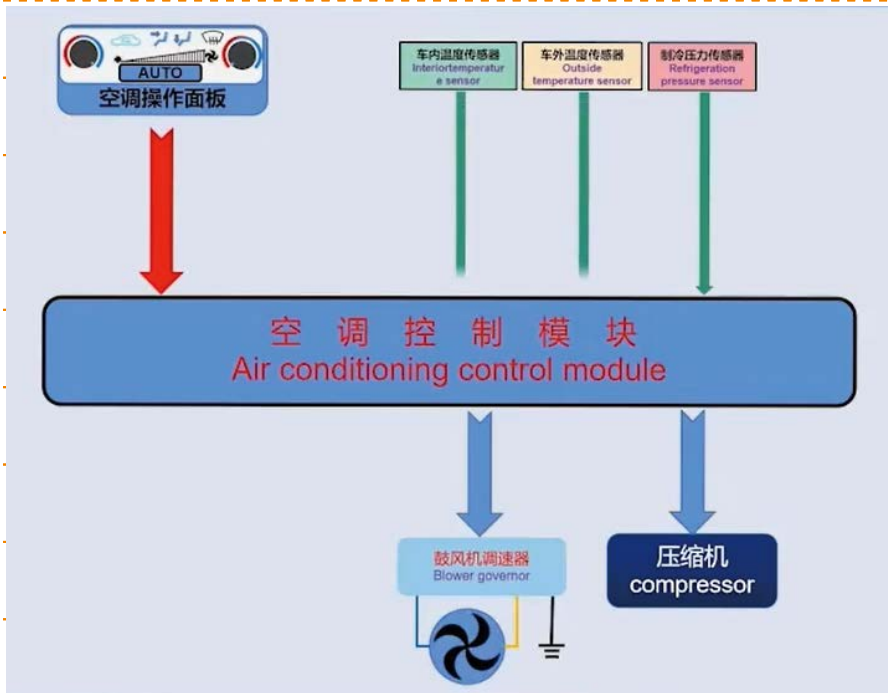 AUTO
空调操作面板
车内温度传感器
Interiortemperatur
e sensor
车外温度传感器
Outside
temperature sensor
制冷压力传感器
Refrigeration
pressure sensor
空调控制模块
Air conditioning control module
鼓风机调速器
Blower governor
压缩机
compressor